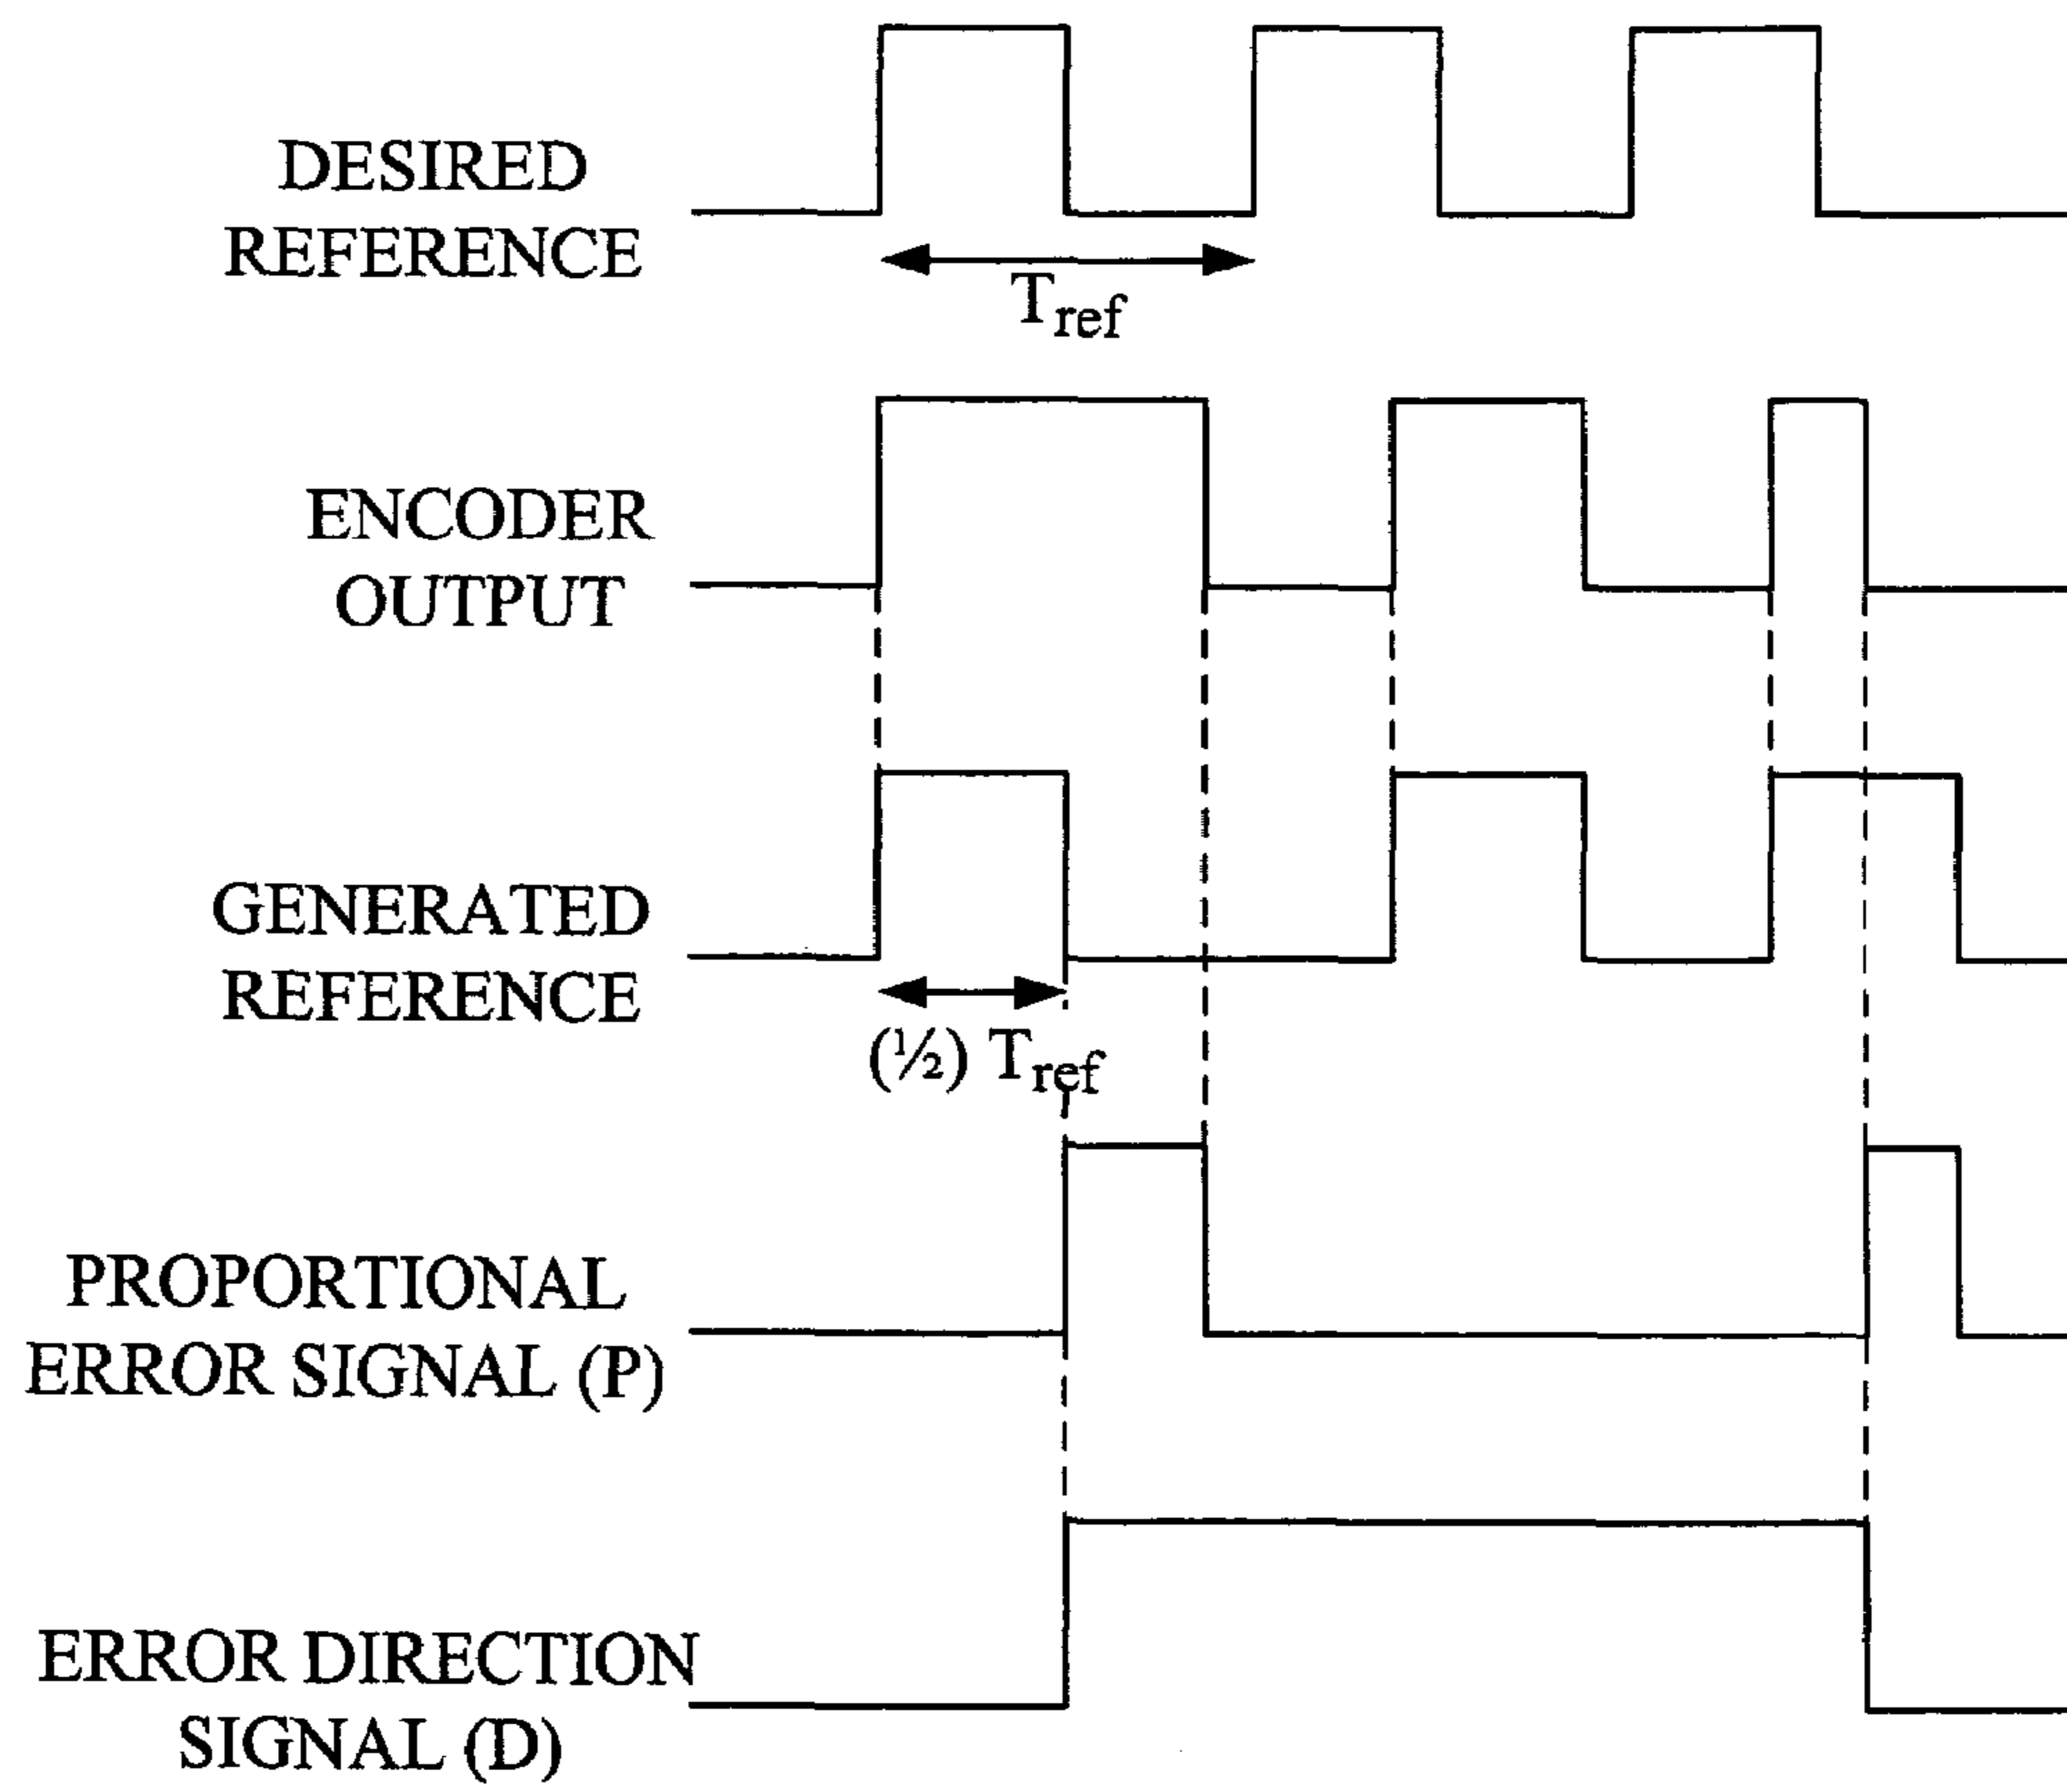 DESIRED
REFERENCE
Tref
ENCODER
OUTPUT
GENERATED
REFERENCE
(½) Tref
PROPORTIONAL
ERROR SIGNAL (P)
ERROR DIRECTION
SIGNAL (D)